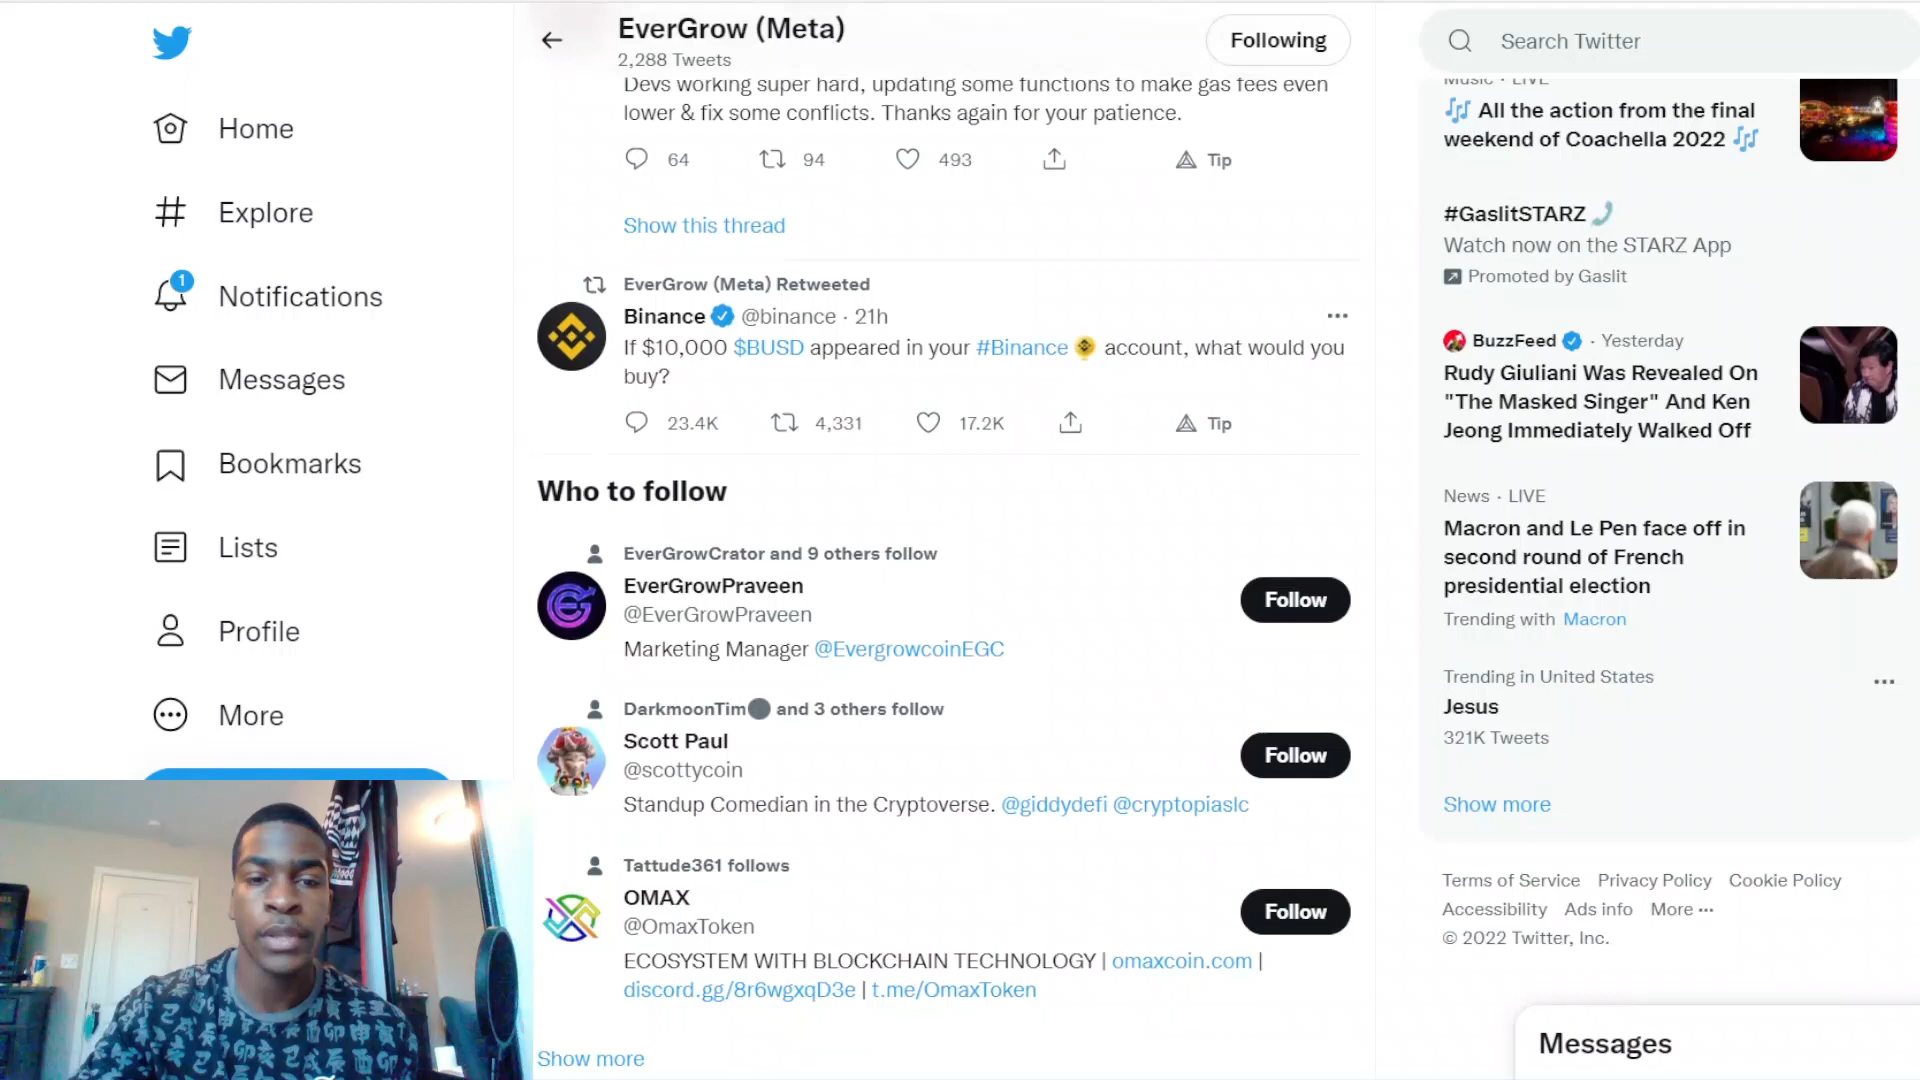 Home
Explore
1
Notifications
Messages
Bookmarks
Lists
Profile
More
EverGrow (Meta)
2,288 Tweets
Following
Devs working super hard, updating some functions to make gas fees even
lower & fix some conflicts. Thanks again for your patience.
64 94 493 Tip
Show this thread
EverGrow (Meta) Retweeted
Binance @binance · 21h
If $10,000 $BUSD appeared in your #Binance account, what would you
buy?
23.4K 4,331 17.2K Tip
Who to follow
EverGrowCrator and 9 others follow
EverGrowPraveen
@EverGrowPraveen
Follow
Marketing Manager @EvergrowcoinEGC
DarkmoonTim and 3 others follow
Scott Paul
@scottycoin
Follow
Standup Comedian in the Cryptoverse. @giddydefi @cryptopiaslc
Tattude361 follows
OMAX
@OmaxToken
Follow
ECOSYSTEM WITH BLOCKCHAIN TECHNOLOGY | omaxcoin.com |
discord.gg/8r6wgxqD3e | t.me/OmaxToken
Show more
Search Twitter
Music · LIVE
All the action from the final
weekend of Coachella 2022
#GaslitSTARZ
Watch now on the STARZ App
Promoted by Gaslit
BuzzFeed · Yesterday
Rudy Giuliani Was Revealed On
"The Masked Singer" And Ken
Jeong Immediately Walked Off
News · LIVE
Macron and Le Pen face off in
second round of French
presidential election
Trending with Macron
Trending in United States
Jesus
321K Tweets
Show more
Terms of Service Privacy Policy Cookie Policy
Accessibility Ads info More ···
© 2022 Twitter, Inc.
Messages